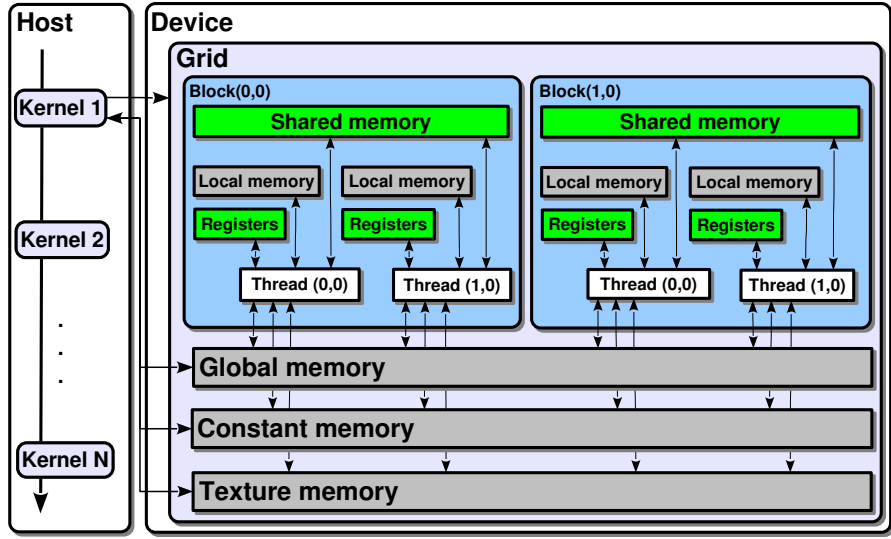 Host
Kernel 1
Kernel 2
.
.
.
Kernel N
Device
Grid
Block(0,0)
Shared memory
Local memory
Local memory
Registers
Registers
Thread (0,0)
Thread (1,0)
Block(1,0)
Shared memory
Local memory
Local memory
Registers
Registers
Thread (0,0)
Thread (1,0)
Global memory
Constant memory
Texture memory